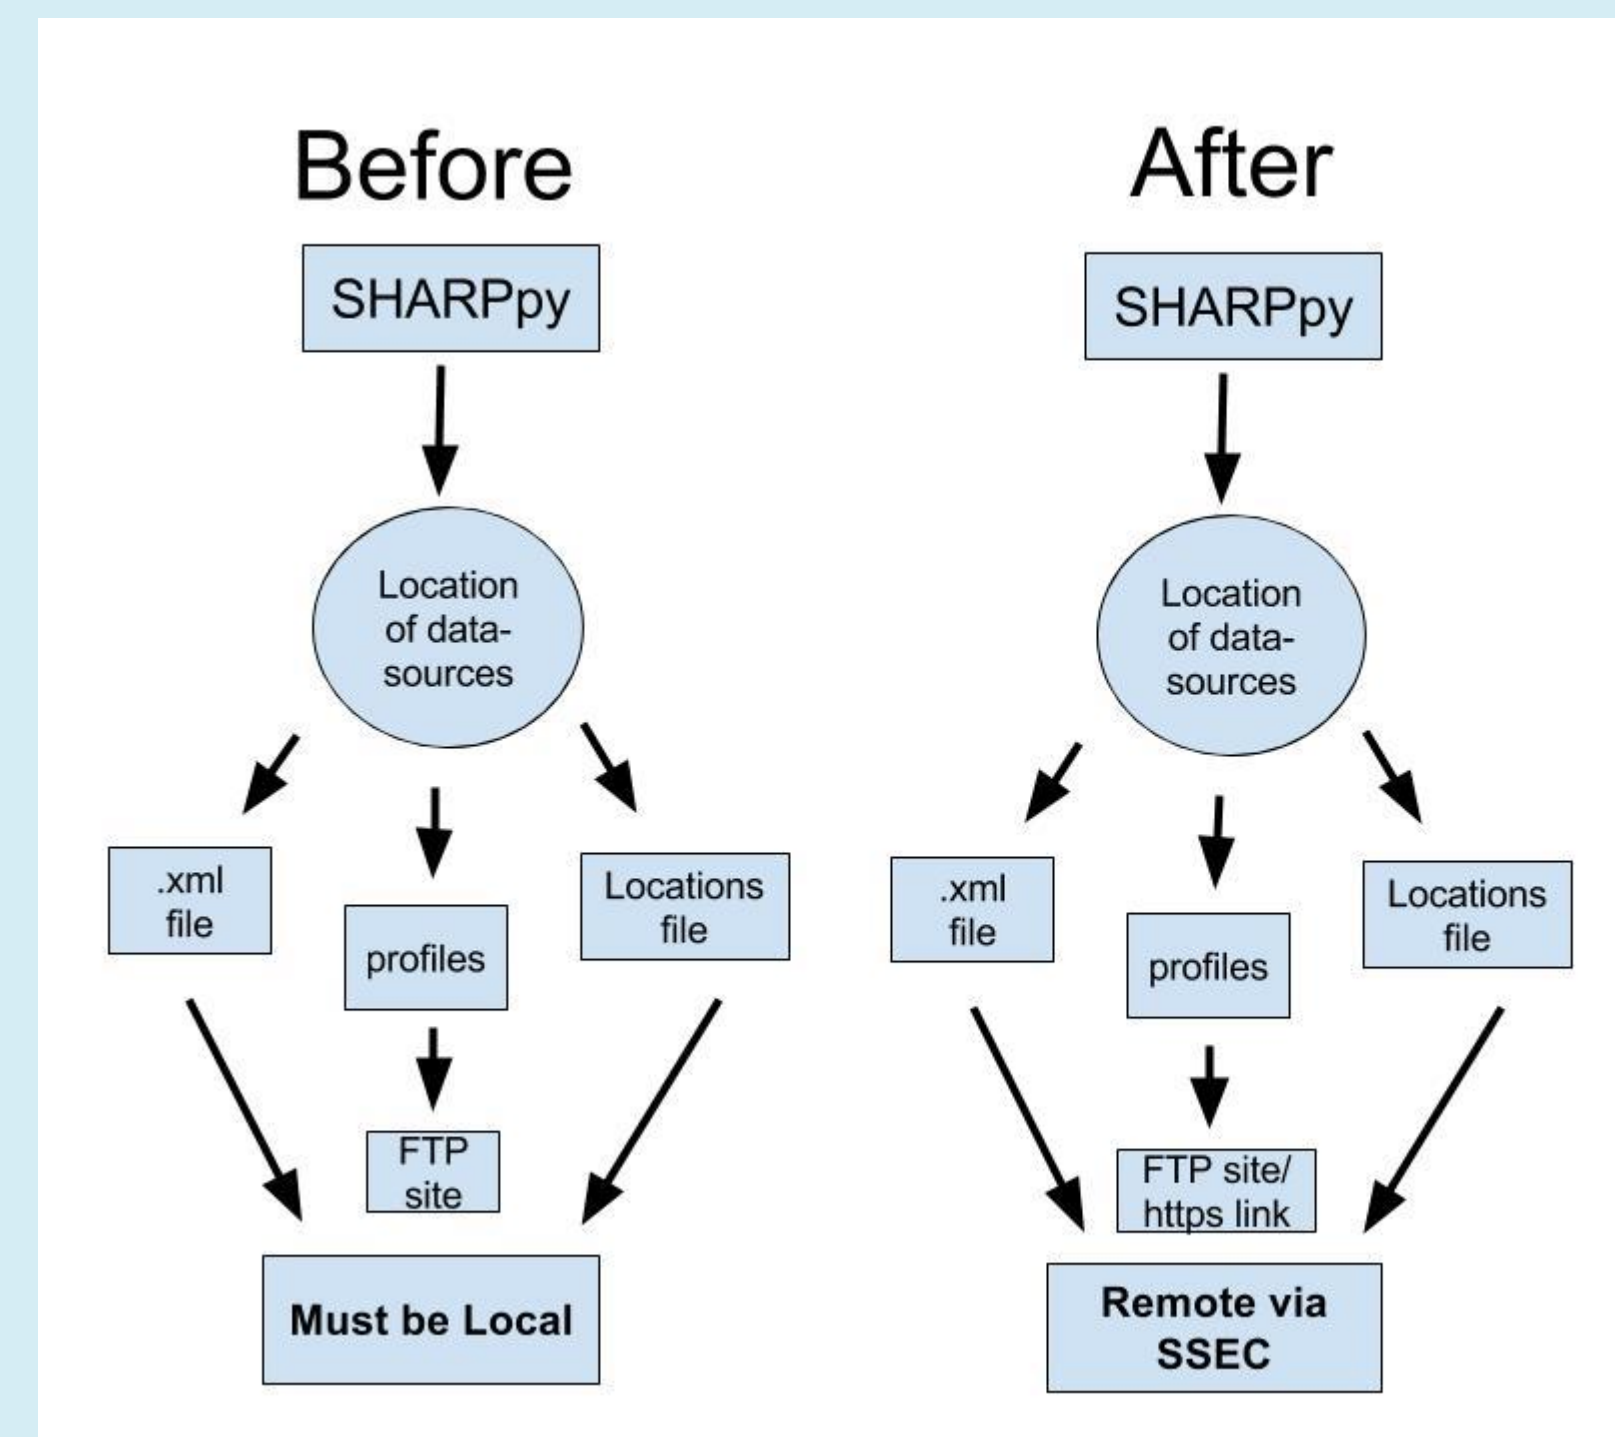 Before
SHARPpy
Location
of data-
sources
.xml
file
profiles
Locations
file
FTP
site
Must be Local
After
SHARPpy
Location
of data-
sources
.xml
file
profiles
Locations
file
FTP site/
https link
Remote via
SSEC